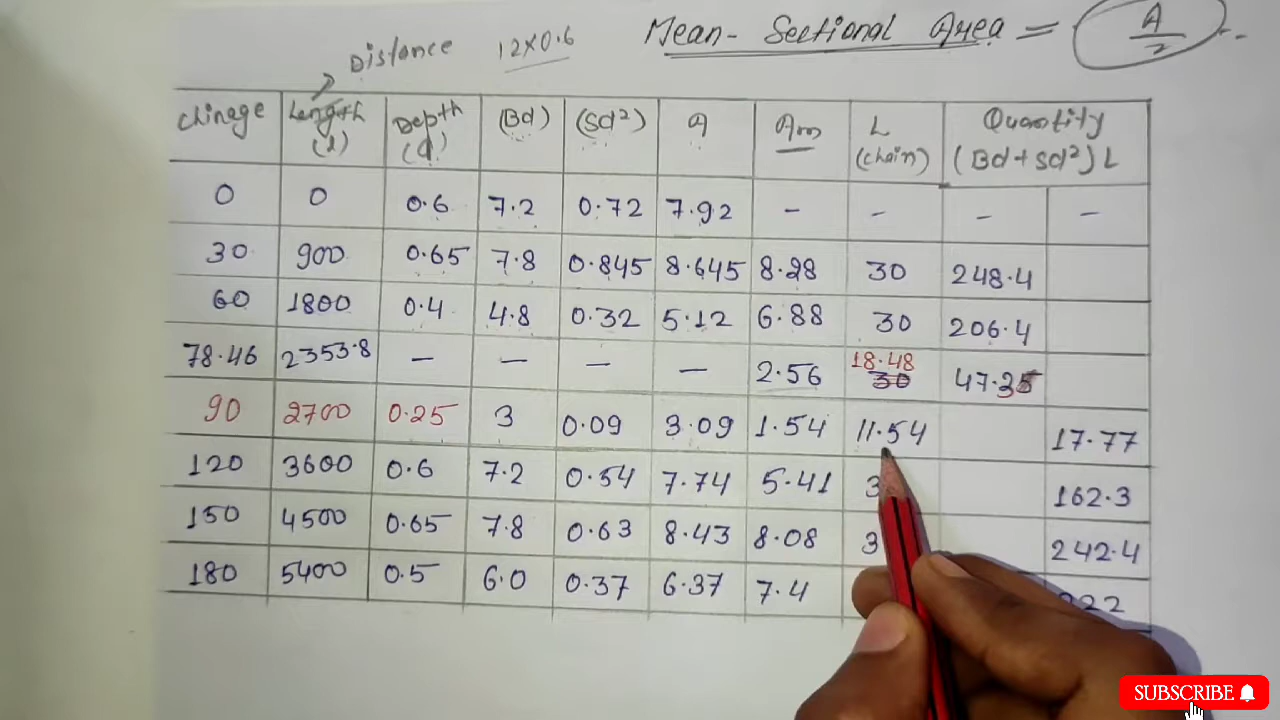 Distance 12×0.6 Mean-Sectional Area = A/2
Chinage Length (l) Depth (d) (Bd) (Sd²) A Am L (chain) Quantity (Bd+Sd²) L
0 0 0.6 7.2 0.72 7.92 - - - -
30 900 0.65 7.8 0.845 8.645 8.28 30 248.4
60 1800 0.4 4.8 0.32 5.12 6.88 30 206.4
78.46 2353.8 - - - - 2.56 18.48 30 47.35
90 2700 0.25 3 0.09 3.09 1.54 11.54 17.77
120 3600 0.6 7.2 0.54 7.74 5.41 3 162.3
150 4500 0.65 7.8 0.63 8.43 8.08 3 242.4
180 5400 0.5 6.0 0.37 6.37 7.4 222
SUBSCRIBE